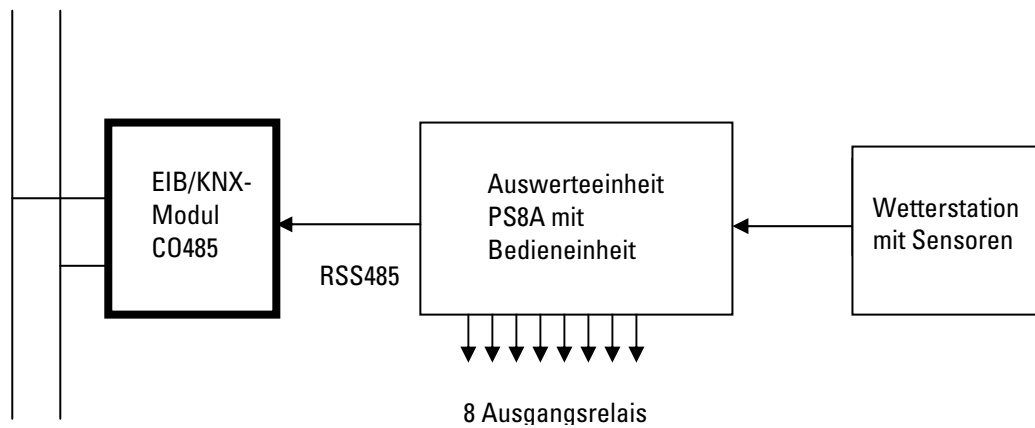 EIB/KNX-
Modul
CO485
RSS485
Auswerteeinheit
PS8A mit
Bedieneinheit
Wetterstation
mit Sensoren
8 Ausgangsrelais